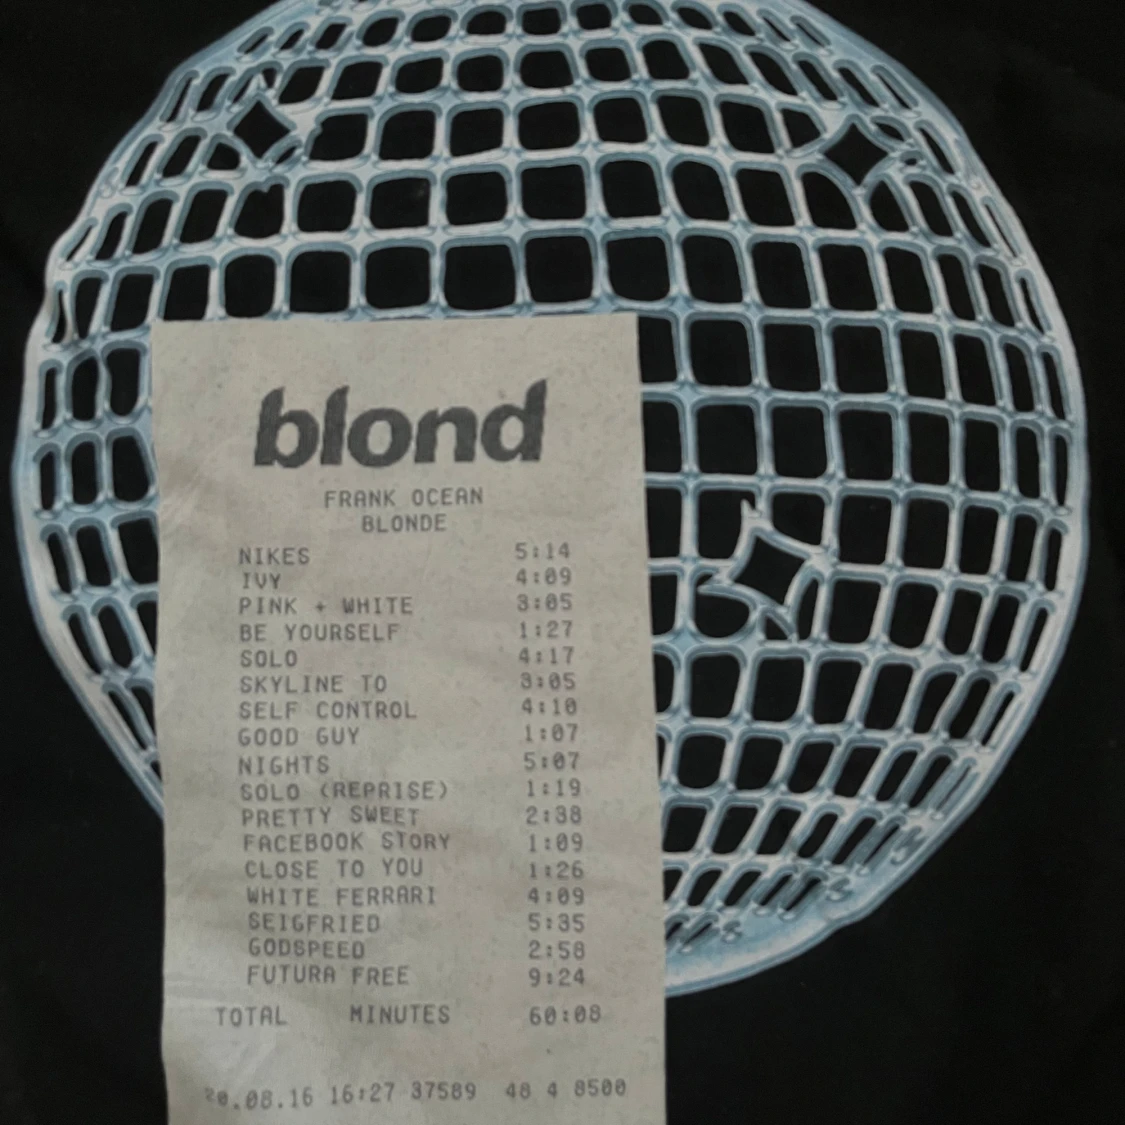 blond
FRANK OCEAN
BLONDE
NIKES 5:14
IVY 4:09
PINK + WHITE 3:05
BE YOURSELF 1:27
SOLO 4:17
SKYLINE TO 3:05
SELF CONTROL 4:10
GOOD GUY 1:07
NIGHTS 5:07
SOLO (REPRISE) 1:19
PRETTY SWEET 2:38
FACEBOOK STORY 1:09
CLOSE TO YOU 1:26
WHITE FERRARI 4:09
SEIGFRIED 5:35
GODSPEED 2:58
FUTURA FREE 9:24
TOTAL MINUTES 60:08
20.08.16 16:27 37589 48 4 8500